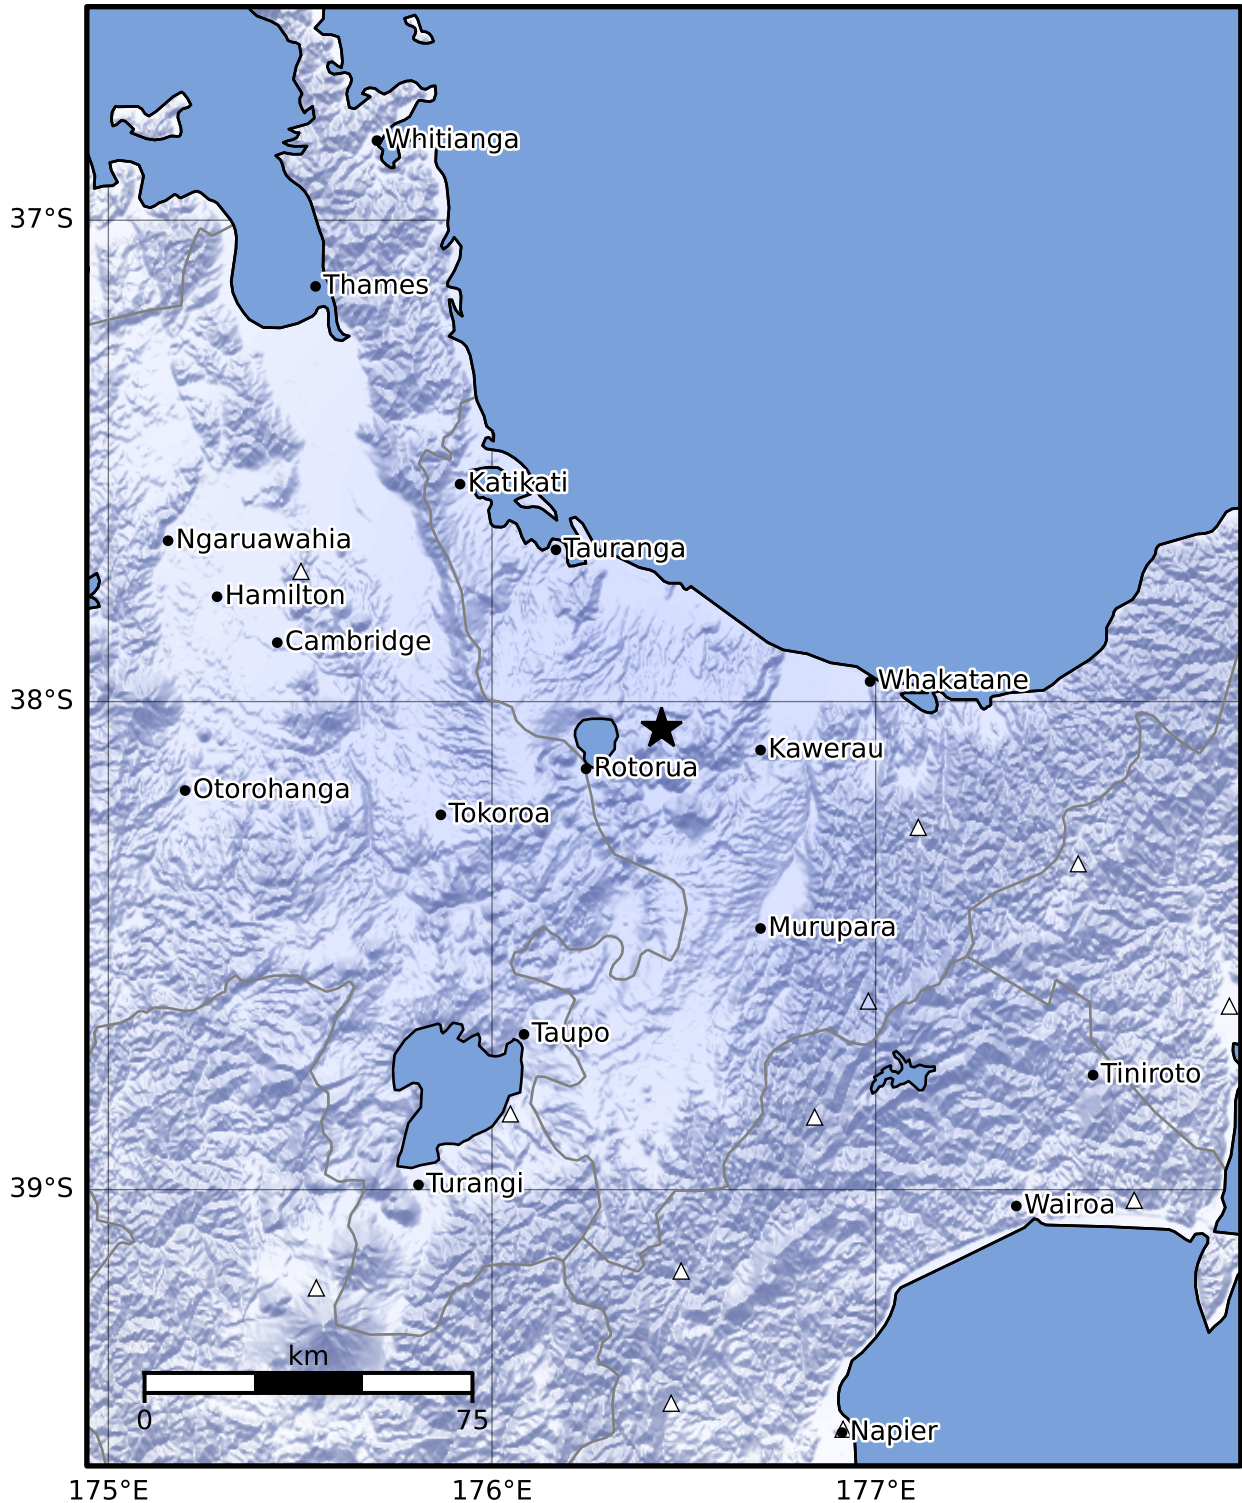 Whitianga
37°S
Thames
Katikati
Ngaruawahia
Tauranga
Hamilton
Cambridge
Whakatane
38°S
Kawerau
Rotorua
Otorohanga
Tokoroa
Murupara
Taupo
Tiniroto
39°S
Turangi
Wairoa
km
0
75
Napier
175°E
176°E
177°E